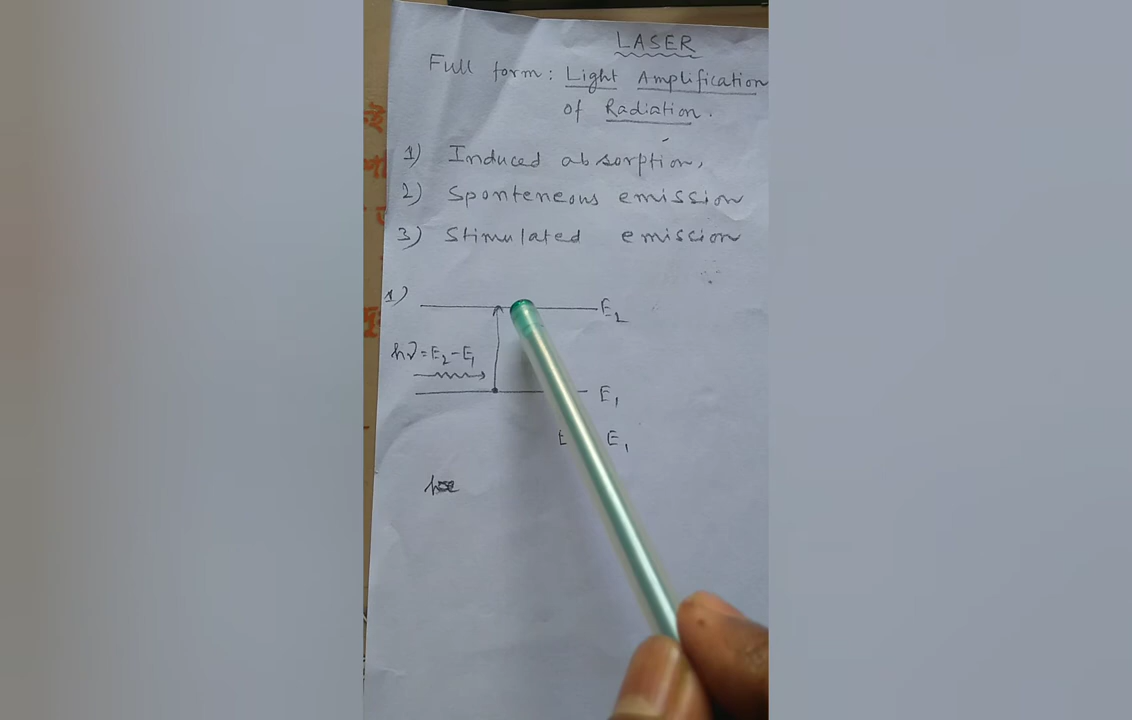 LASER
Full form: Light Amplification
of Radiation.
1) Induced absorption,
2) Sponteneous emission
3) Stimulated emission
1)
E₂
hν = E₂-E₁
E₁
E₁